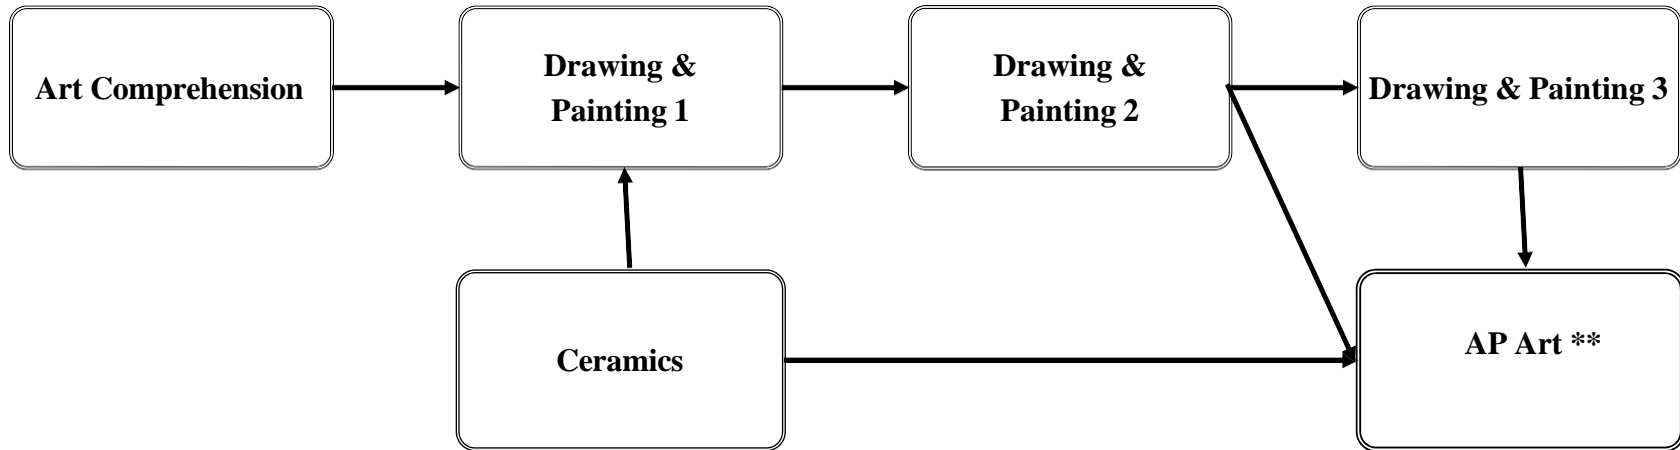 Art Comprehension
Drawing &
Painting 1
Drawing &
Painting 2
Drawing & Painting 3
Ceramics
AP Art **